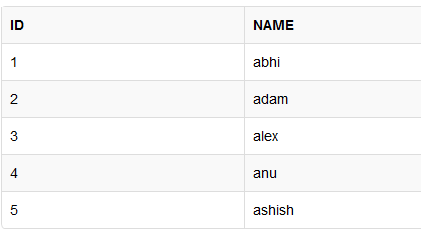 ID NAME
1 abhi
2 adam
3 alex
4 anu
5 ashish